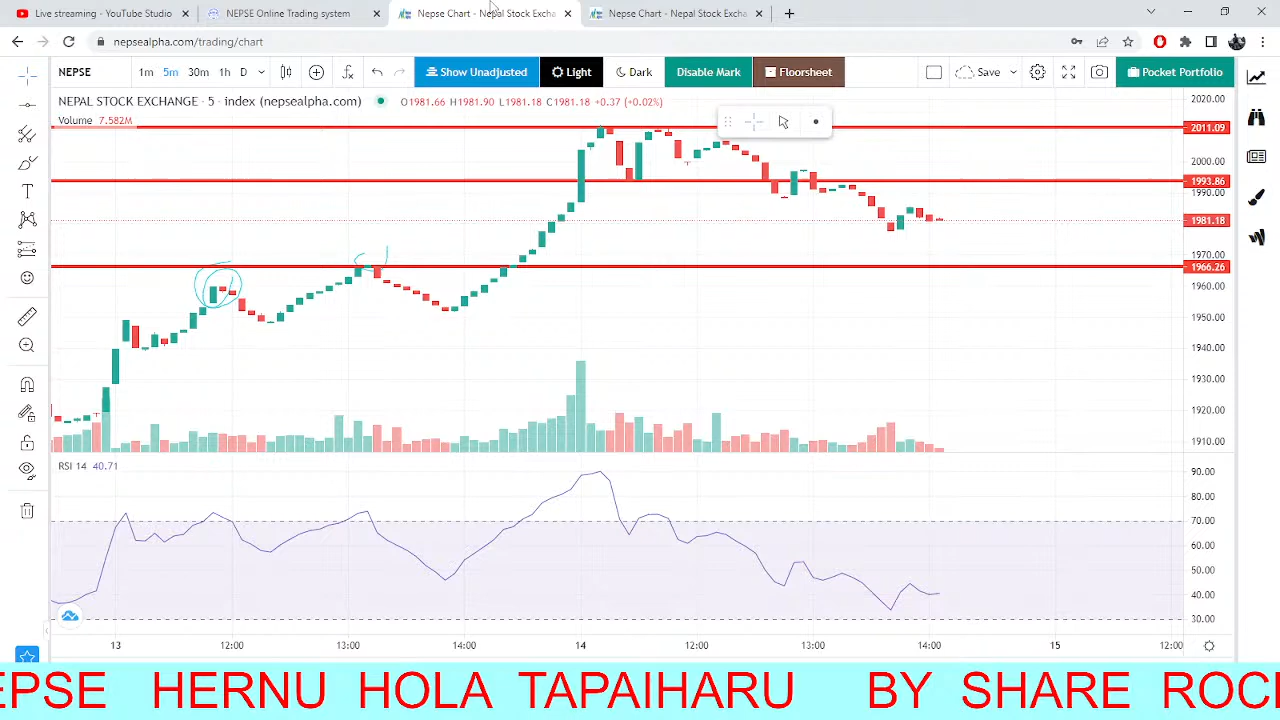 Live streaming - YouTube Studio
NEPSE Online Trading system
Nepse Chart - Nepal Stock Excha
Nepse Chart - Nepal Stock Excha
nepsealpha.com/trading/chart
NEPSE 1m 5m 30m 1h D Show Unadjusted Light Dark Disable Mark Floorsheet Save Pocket Portfolio
NEPAL STOCK EXCHANGE · 5 · index (nepsealpha.com) O1981.66 H1981.90 L1981.18 C1981.18 +0.37 (+0.02%)
Volume 7.582M
2020.00
2011.09
2000.00
1993.86
1990.00
1981.18
1970.00
1966.26
1960.00
1950.00
1940.00
1930.00
1920.00
1910.00
RSI 14 40.71
90.00
80.00
70.00
60.00
50.00
40.00
30.00
13 12:00 13:00 14:00 14 12:00 13:00 14:00 15 12:00
EPSE HERNU HOLA TAPAIHARU BY SHARE ROC